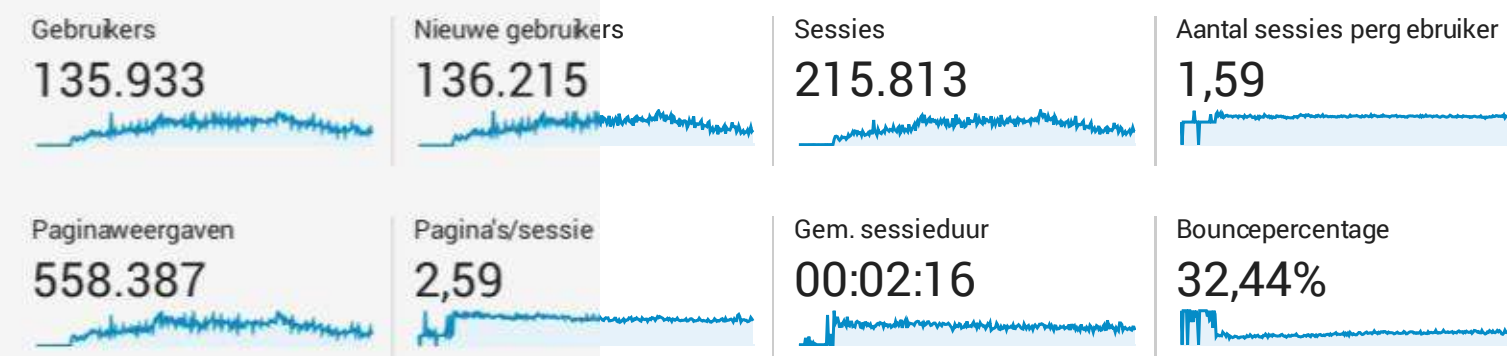 Gebruikers
135.933
Nieuwe gebruikers
136.215
Sessies
215.813
Aantal sessies perg ebruiker
1,59
Paginaweergaven
558.387
Pagina's/sessie
2,59
Gem. sessieduur
00:02:16
Bouncepercentage
32,44%